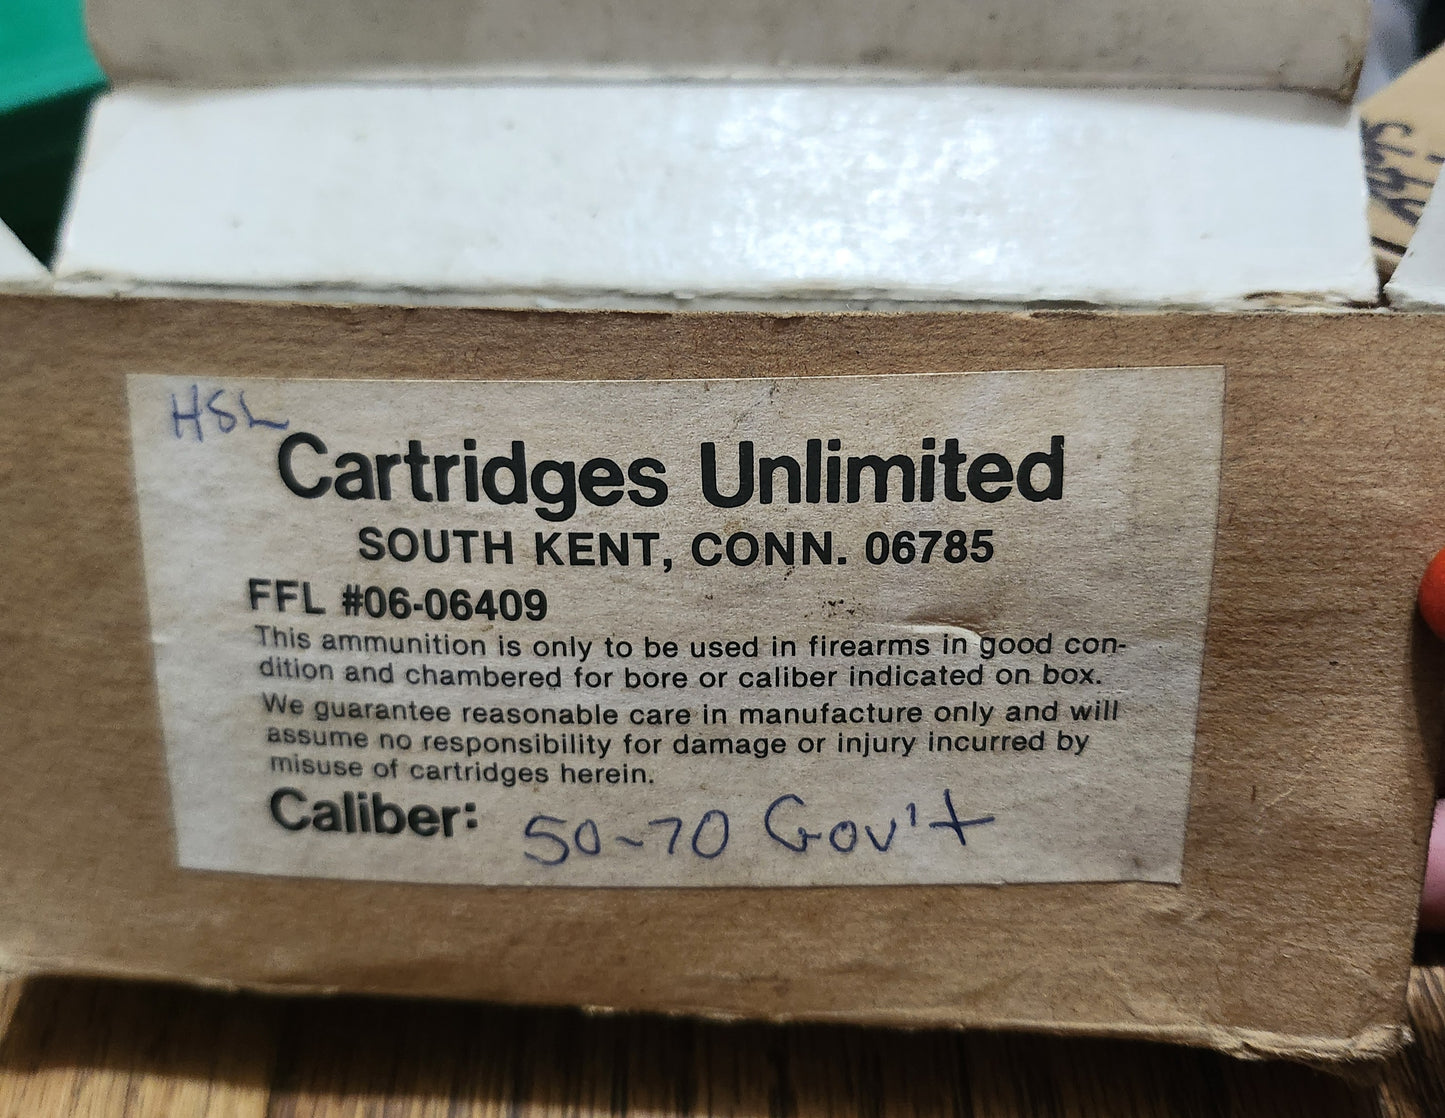 HSL
Cartridges Unlimited
SOUTH KENT, CONN. 06785
FFL #06-06409
This ammunition is only to be used in firearms in good con-
dition and chambered for bore or caliber indicated on box.
We guarantee reasonable care in manufacture only and will
assume no responsibility for damage or injury incurred by
misuse of cartridges herein.
Caliber: 50-70 Gov't